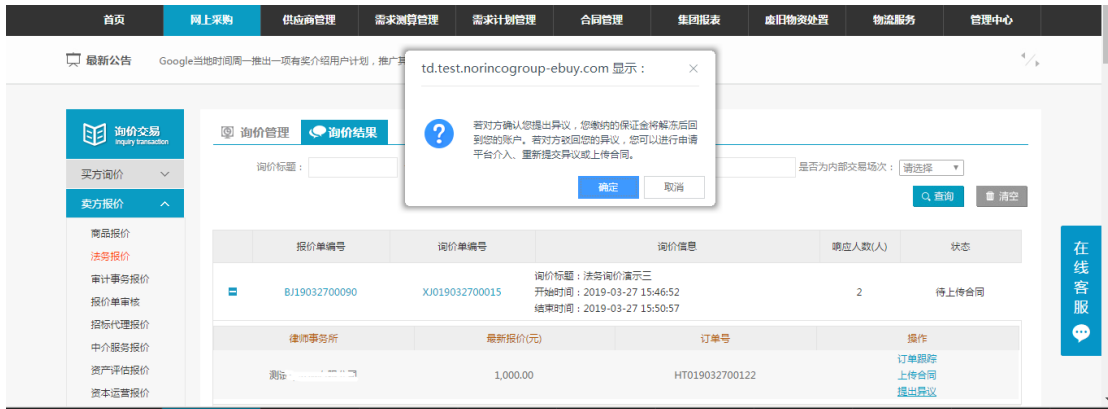 首页 网上采购 供应商管理 需求测算管理 需求计划管理 合同管理 集团报表 废旧物资处置 物流服务 管理中心
最新公告 Google当地时间周一推出一项有奖介绍用户计划，推广其
td.test.norincogroup-ebuy.com 显示：
若对方确认您提出异议，您缴纳的保证金将解冻后回
到您的账户。若对方驳回您的异议，您可以进行申请
平台介入、重新提交异议或上传合同。
确定 取消
询价交易
Inquiry transaction
询价管理 询价结果
买方询价
询价标题： 是否为内部交易场次： 请选择
卖方报价
查询 清空
商品报价
法务报价
审计事务报价
报价单审核
招标代理报价
中介服务报价
资产评估报价
资本运营报价
报价单编号 询价单编号 询价信息 响应人数(人) 状态
询价标题：法务询价演示三
BJ19032700090 XJ019032700015 开始时间：2019-03-27 15:46:52 2 待上传合同
结束时间：2019-03-27 15:50:57
律师事务所 最新报价(元) 订单号 操作
订单跟踪
测试 1,000.00 HT019032700122 上传合同
提出异议
在线客服